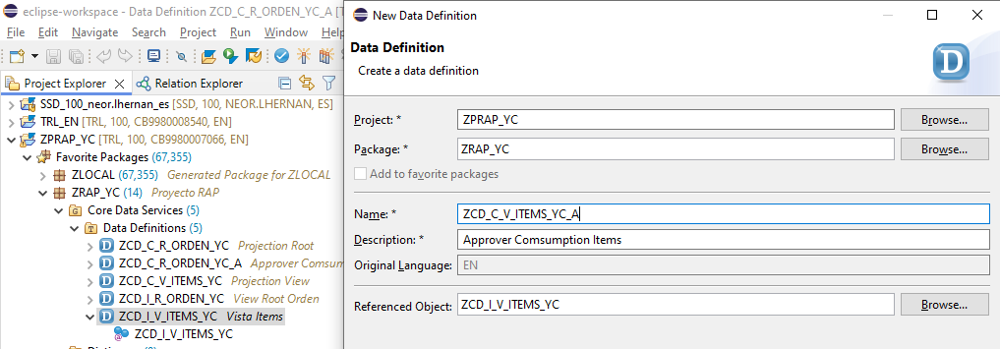 eclipse-workspace - Data Definition ZCD_C_R_ORDEN_YC_A [T
File Edit Navigate Search Project Run Window Help
Project Explorer Relation Explorer
SSD_100_neor.lhernan_es [SSD, 100, NEOR.LHERNAN, ES]
TRL_EN [TRL, 100, CB9980008540, EN]
ZPRAP_YC [TRL, 100, CB9980007066, EN]
Favorite Packages (67,355)
ZLOCAL (67,355) Generated Package for ZLOCAL
ZRAP_YC (14) Proyecto RAP
Core Data Services (5)
Data Definitions (5)
ZCD_C_R_ORDEN_YC Projection Root
ZCD_C_R_ORDEN_YC_A Approver Comsum
ZCD_C_V_ITEMS_YC Projection View
ZCD_I_R_ORDEN_YC View Root Orden
ZCD_I_V_ITEMS_YC Vista Items
ZCD_I_V_ITEMS_YC
New Data Definition
Data Definition
Create a data definition
D
Project: * ZPRAP_YC Browse...
Package: * ZRAP_YC Browse...
Add to favorite packages
Name: * ZCD_C_V_ITEMS_YC_A
Description: * Approver Comsumption Items
Original Language: EN
Referenced Object: ZCD_I_V_ITEMS_YC Browse...